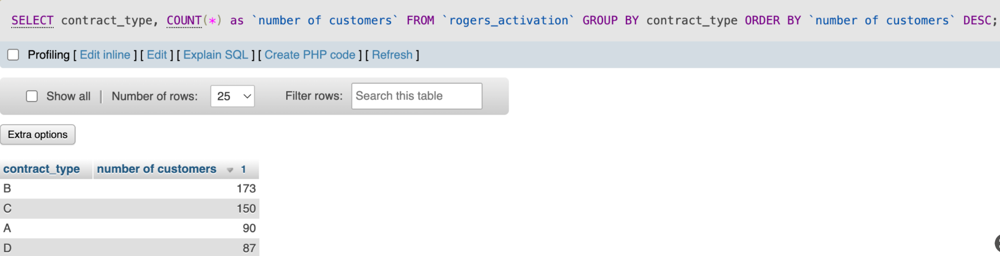 SELECT contract_type, COUNT(*) as `number of customers` FROM `rogers_activation` GROUP BY contract_type ORDER BY `number of customers` DESC;
Profiling [ Edit inline ] [ Edit ] [ Explain SQL ] [ Create PHP code ] [ Refresh ]
Show all | Number of rows: 25 Filter rows: Search this table
Extra options
contract_type number of customers 1
B 173
C 150
A 90
D 87